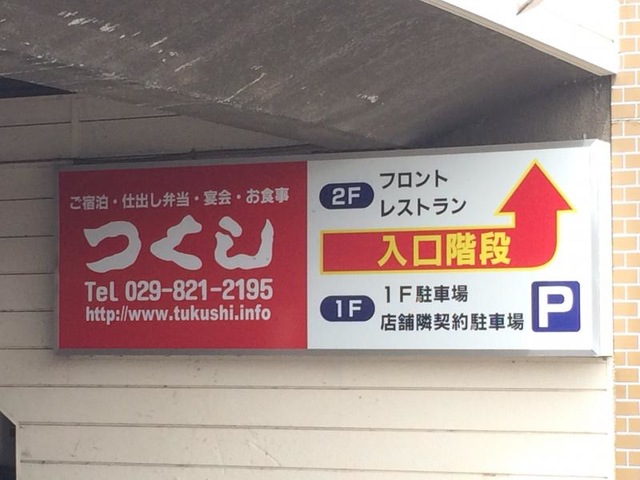 ご宿泊・仕出し弁当・宴会・お食事
つくし
Tel 029-821-2195
http://www.tukushi.info
2F フロント
レストラン
入口階段
1F 1F駐車場
店舗隣契約駐車場
P